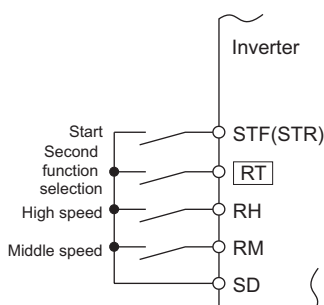 Inverter
Start
STF(STR)
Second
function
selection
RT
High speed
RH
Middle speed
RM
SD